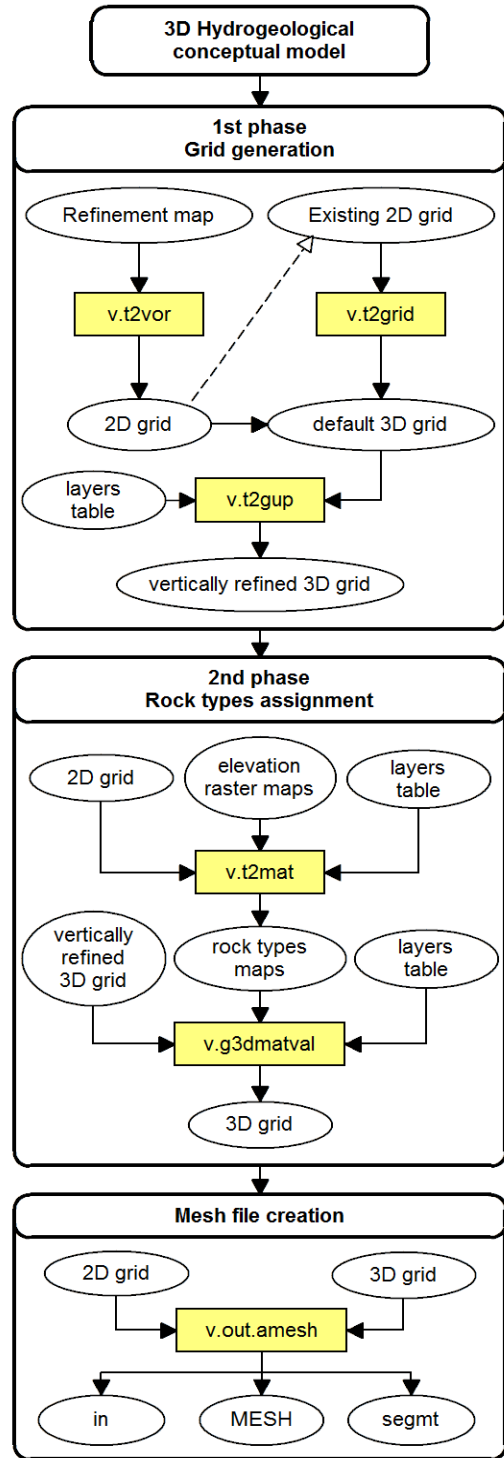 3D Hydrogeological
conceptual model
1st phase
Grid generation
Refinement map
Existing 2D grid
v.t2vor
v.t2grid
2D grid
default 3D grid
layers
table
v.t2gup
vertically refined 3D grid
2nd phase
Rock types assignment
2D grid
elevation
raster maps
layers
table
v.t2mat
vertically
refined
3D grid
rock types
maps
layers
table
v.g3dmatval
3D grid
Mesh file creation
2D grid
3D grid
v.out.amesh
in
MESH
segmt